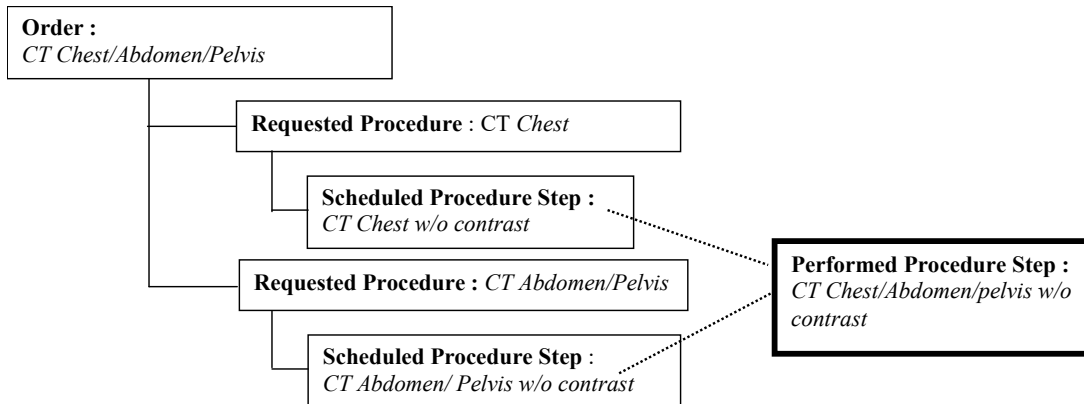 Order :
CT Chest/Abdomen/Pelvis
Requested Procedure : CT Chest
Scheduled Procedure Step :
CT Chest w/o contrast
Requested Procedure : CT Abdomen/Pelvis
Scheduled Procedure Step :
CT Abdomen/ Pelvis w/o contrast
Performed Procedure Step :
CT Chest/Abdomen/pelvis w/o
contrast